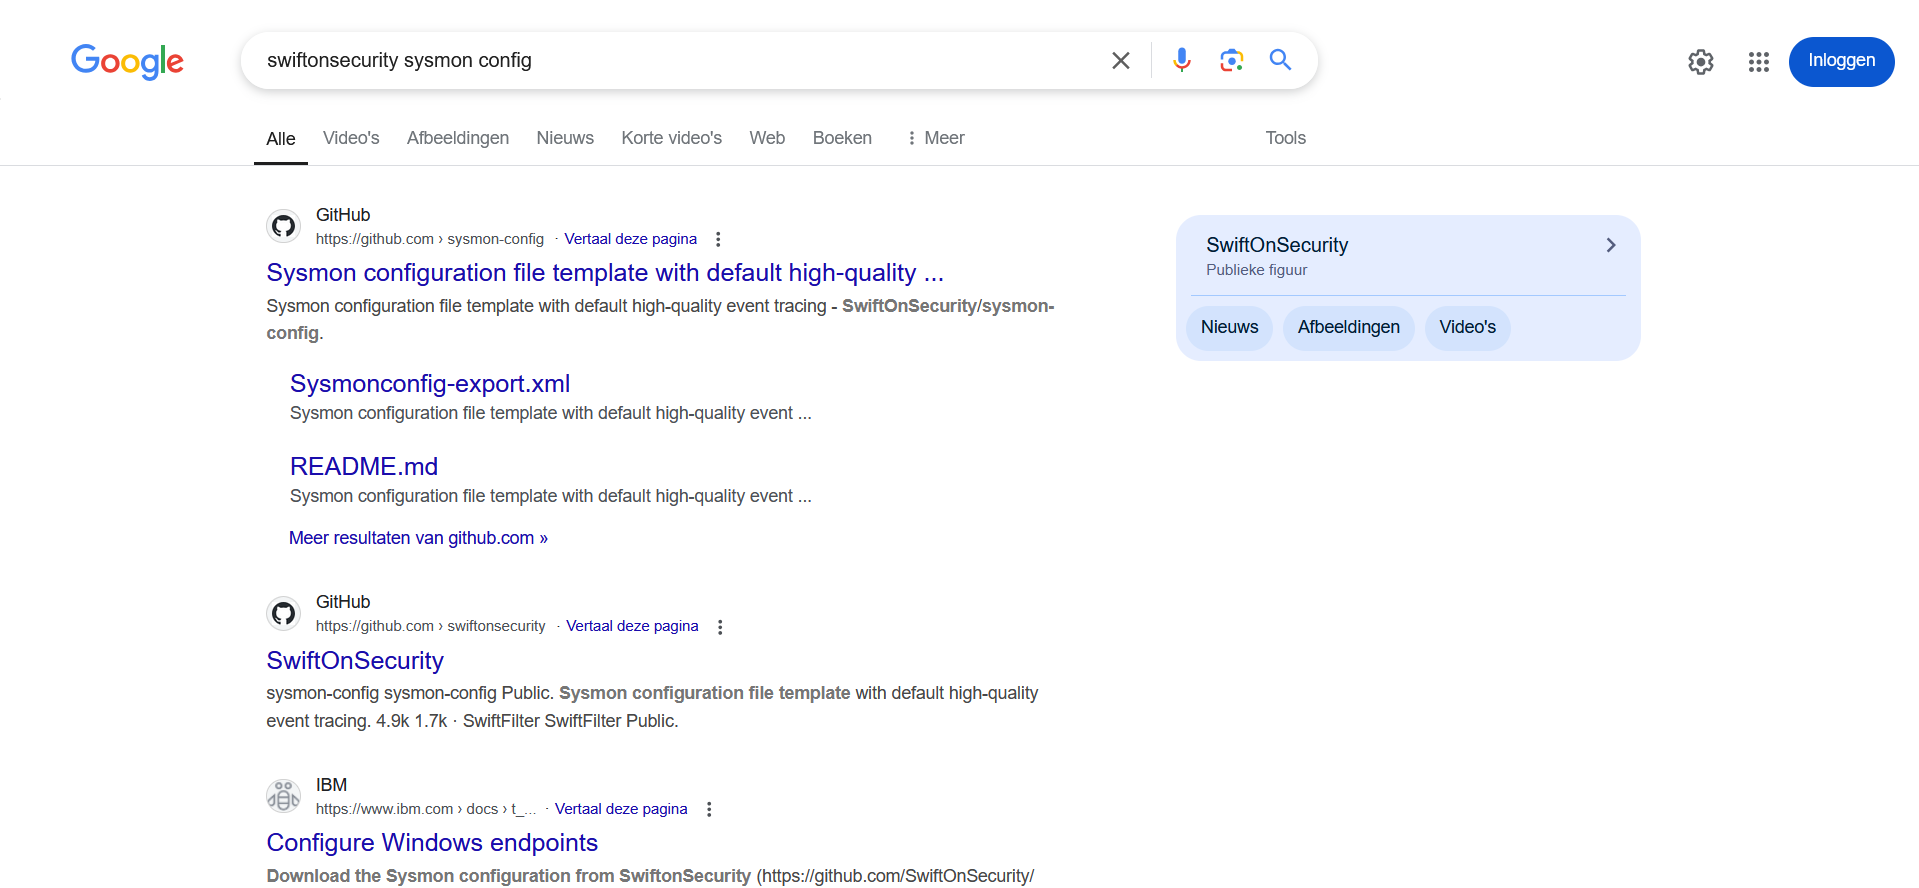 Google
swiftonsecurity sysmon config
Inloggen
Alle Video's Afbeeldingen Nieuws Korte video's Web Boeken Meer Tools
GitHub
https://github.com › sysmon-config · Vertaal deze pagina
Sysmon configuration file template with default high-quality ...
Sysmon configuration file template with default high-quality event tracing - SwiftOnSecurity/sysmon-
config.
Sysmonconfig-export.xml
Sysmon configuration file template with default high-quality event ...
README.md
Sysmon configuration file template with default high-quality event ...
Meer resultaten van github.com »
GitHub
https://github.com › swiftonsecurity · Vertaal deze pagina
SwiftOnSecurity
sysmon-config sysmon-config Public. Sysmon configuration file template with default high-quality
event tracing. 4.9k 1.7k · SwiftFilter SwiftFilter Public.
IBM
https://www.ibm.com › docs › t_... · Vertaal deze pagina
Configure Windows endpoints
Download the Sysmon configuration from SwiftonSecurity (https://github.com/SwiftOnSecurity/
SwiftOnSecurity
Publieke figuur
Nieuws Afbeeldingen Video's